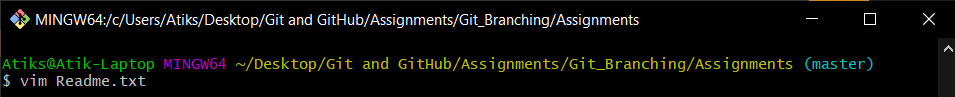 MINGW64:/c/Users/Atiks/Desktop/Git and GitHub/Assignments/Git_Branching/Assignments
Atiks@Atik-Laptop MINGW64 ~/Desktop/Git and GitHub/Assignments/Git_Branching/Assignments (master)
$ vim Readme.txt